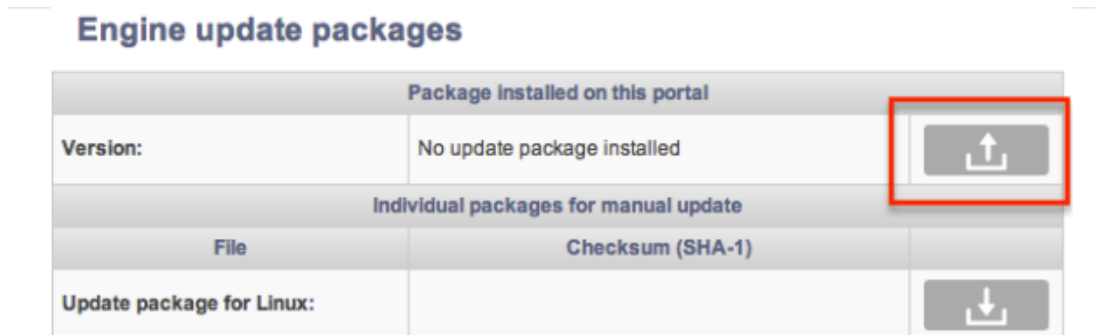 Engine update packages
Package installed on this portal
Version: No update package installed
Individual packages for manual update
File Checksum (SHA-1)
Update package for Linux: